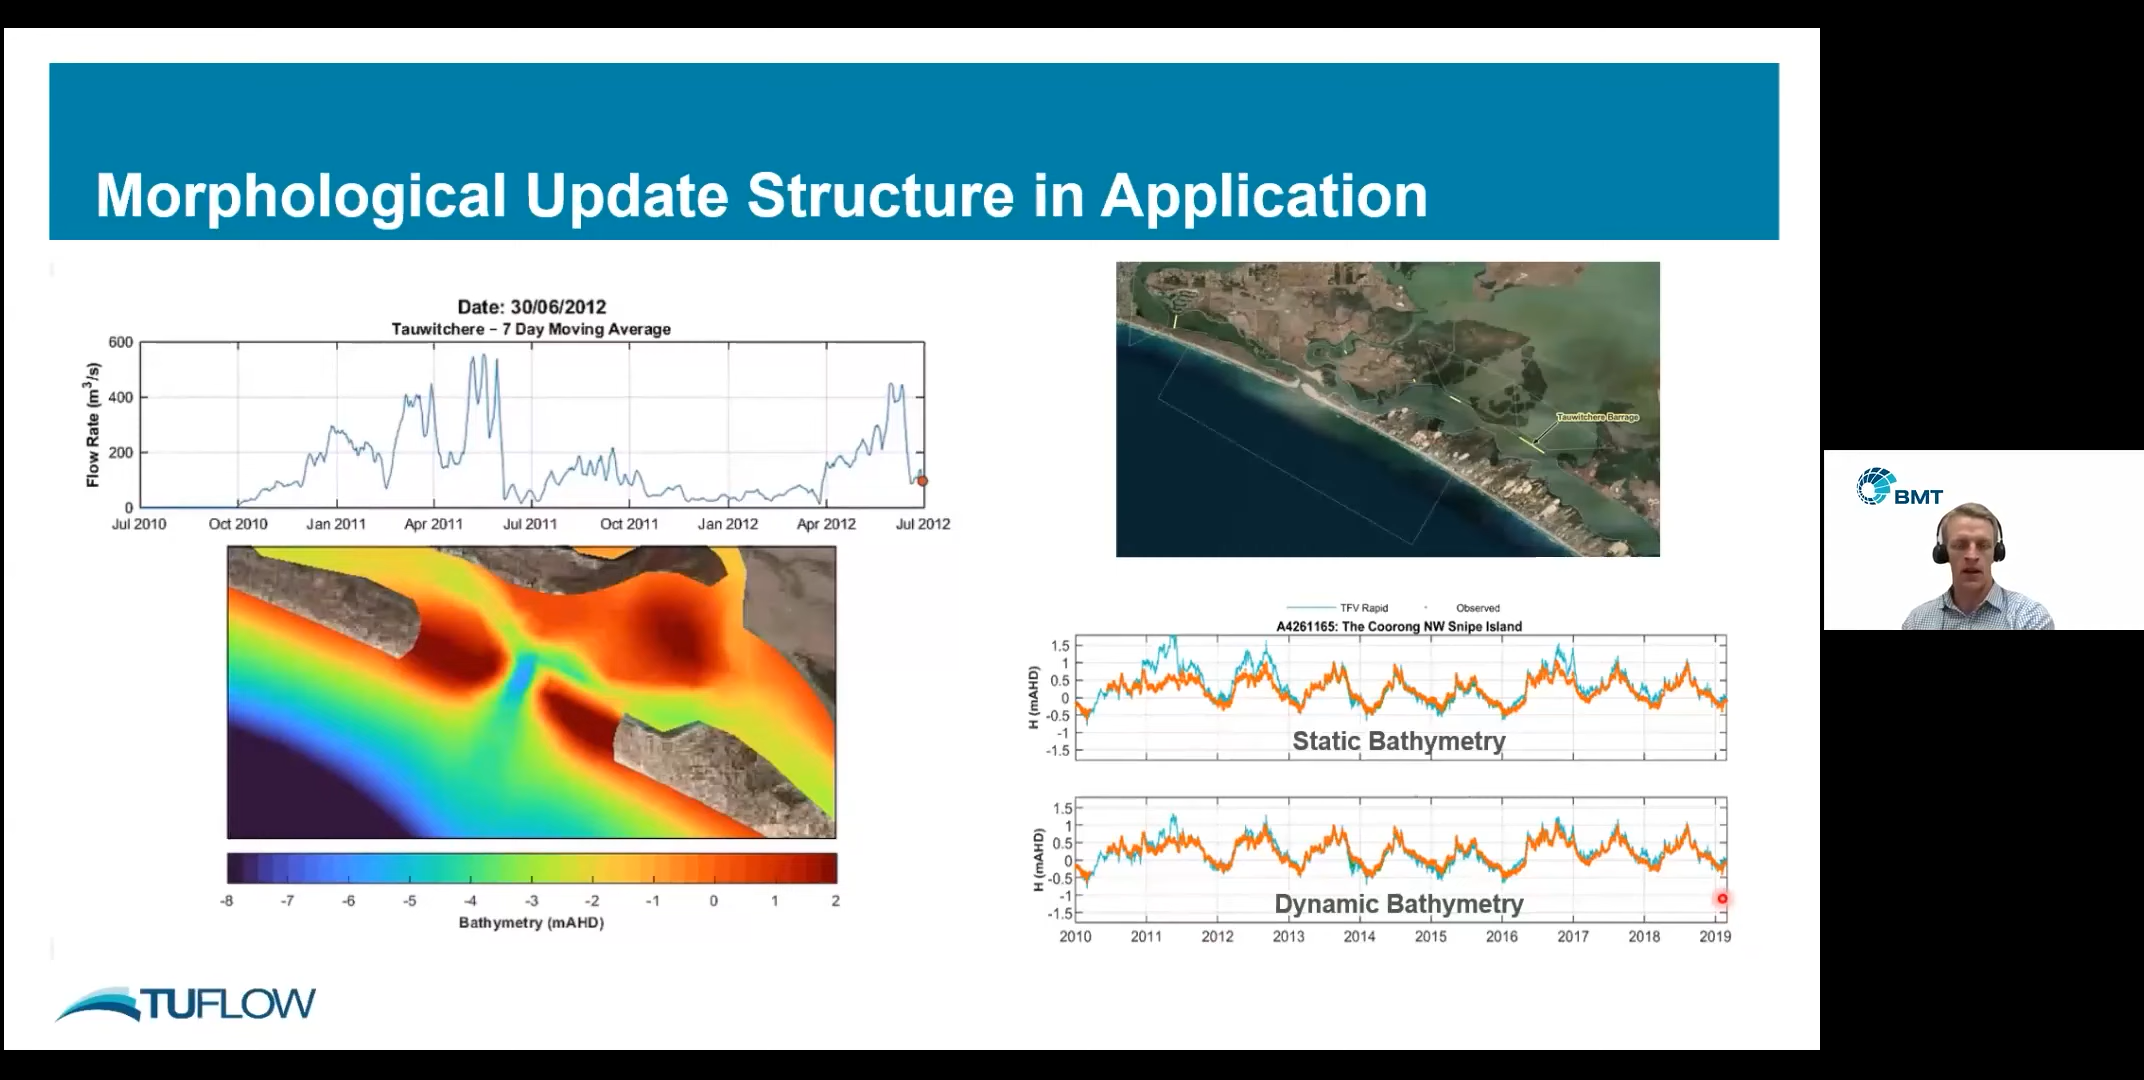 Morphological Update Structure in Application
Date: 30/06/2012
Tauwitchere – 7 Day Moving Average
Flow Rate (m³/s)
600
400
200
0
Jul 2010 Oct 2010 Jan 2011 Apr 2011 Jul 2011 Oct 2011 Jan 2012 Apr 2012 Jul 2012
-8 -7 -6 -5 -4 -3 -2 -1 0 1 2
Bathymetry (mAHD)
Tauwitchere Barrage
TFV Rapid Observed
A4261165: The Coorong NW Snipe Island
H (mAHD)
1.5
1
0.5
0
-0.5
-1
-1.5
Static Bathymetry
H (mAHD)
1.5
1
0.5
0
-0.5
-1
-1.5
Dynamic Bathymetry
2010 2011 2012 2013 2014 2015 2016 2017 2018 2019
TUFLOW
BMT